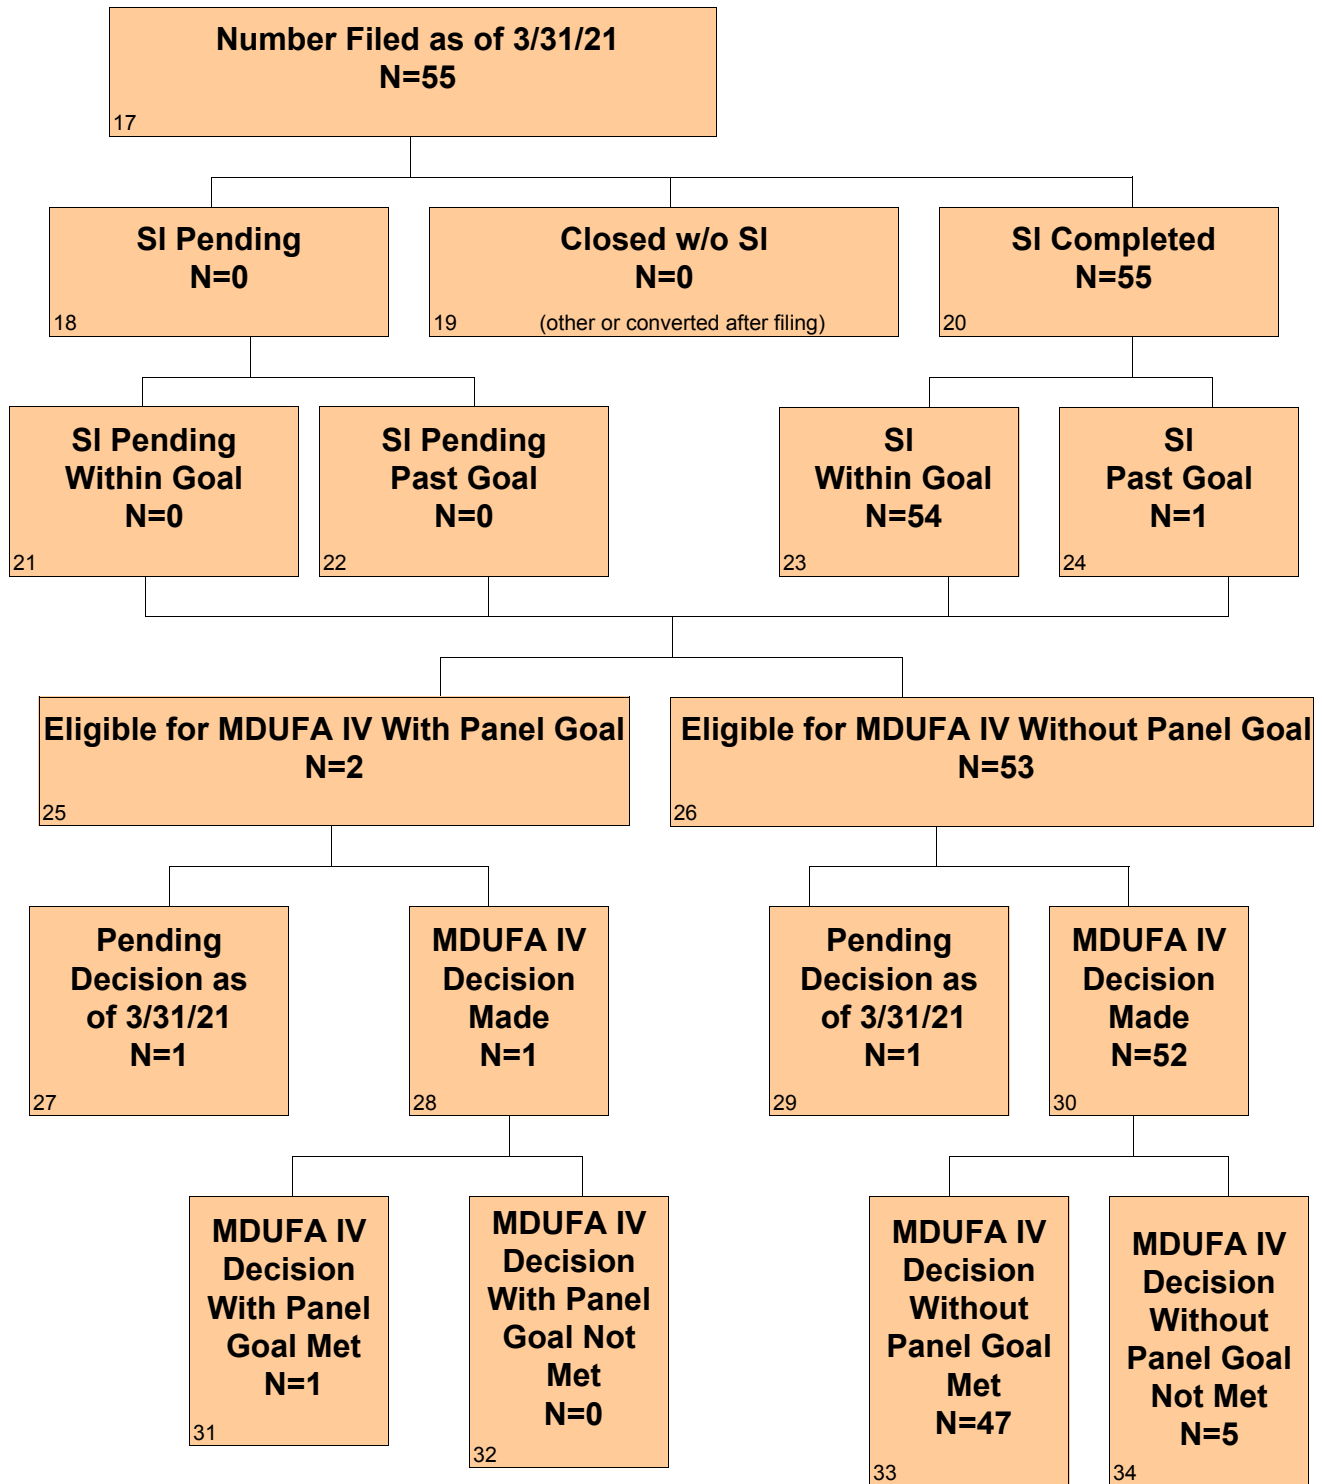 Number Filed as of 3/31/21
N=55
17
SI Pending
N=0
18
Closed w/o SI
N=0
19 (other or converted after filing)
SI Completed
N=55
20
SI Pending
Within Goal
N=0
21
SI Pending
Past Goal
N=0
22
SI
Within Goal
N=54
23
SI
Past Goal
N=1
24
Eligible for MDUFA IV With Panel Goal
N=2
25
Eligible for MDUFA IV Without Panel Goal
N=53
26
Pending
Decision as
of 3/31/21
N=1
27
MDUFA IV
Decision
Made
N=1
28
Pending
Decision as
of 3/31/21
N=1
29
MDUFA IV
Decision
Made
N=52
30
MDUFA IV
Decision
With Panel
Goal Met
N=1
31
MDUFA IV
Decision
With Panel
Goal Not
Met
N=0
32
MDUFA IV
Decision
Without
Panel Goal
Met
N=47
33
MDUFA IV
Decision
Without
Panel Goal
Not Met
N=5
34